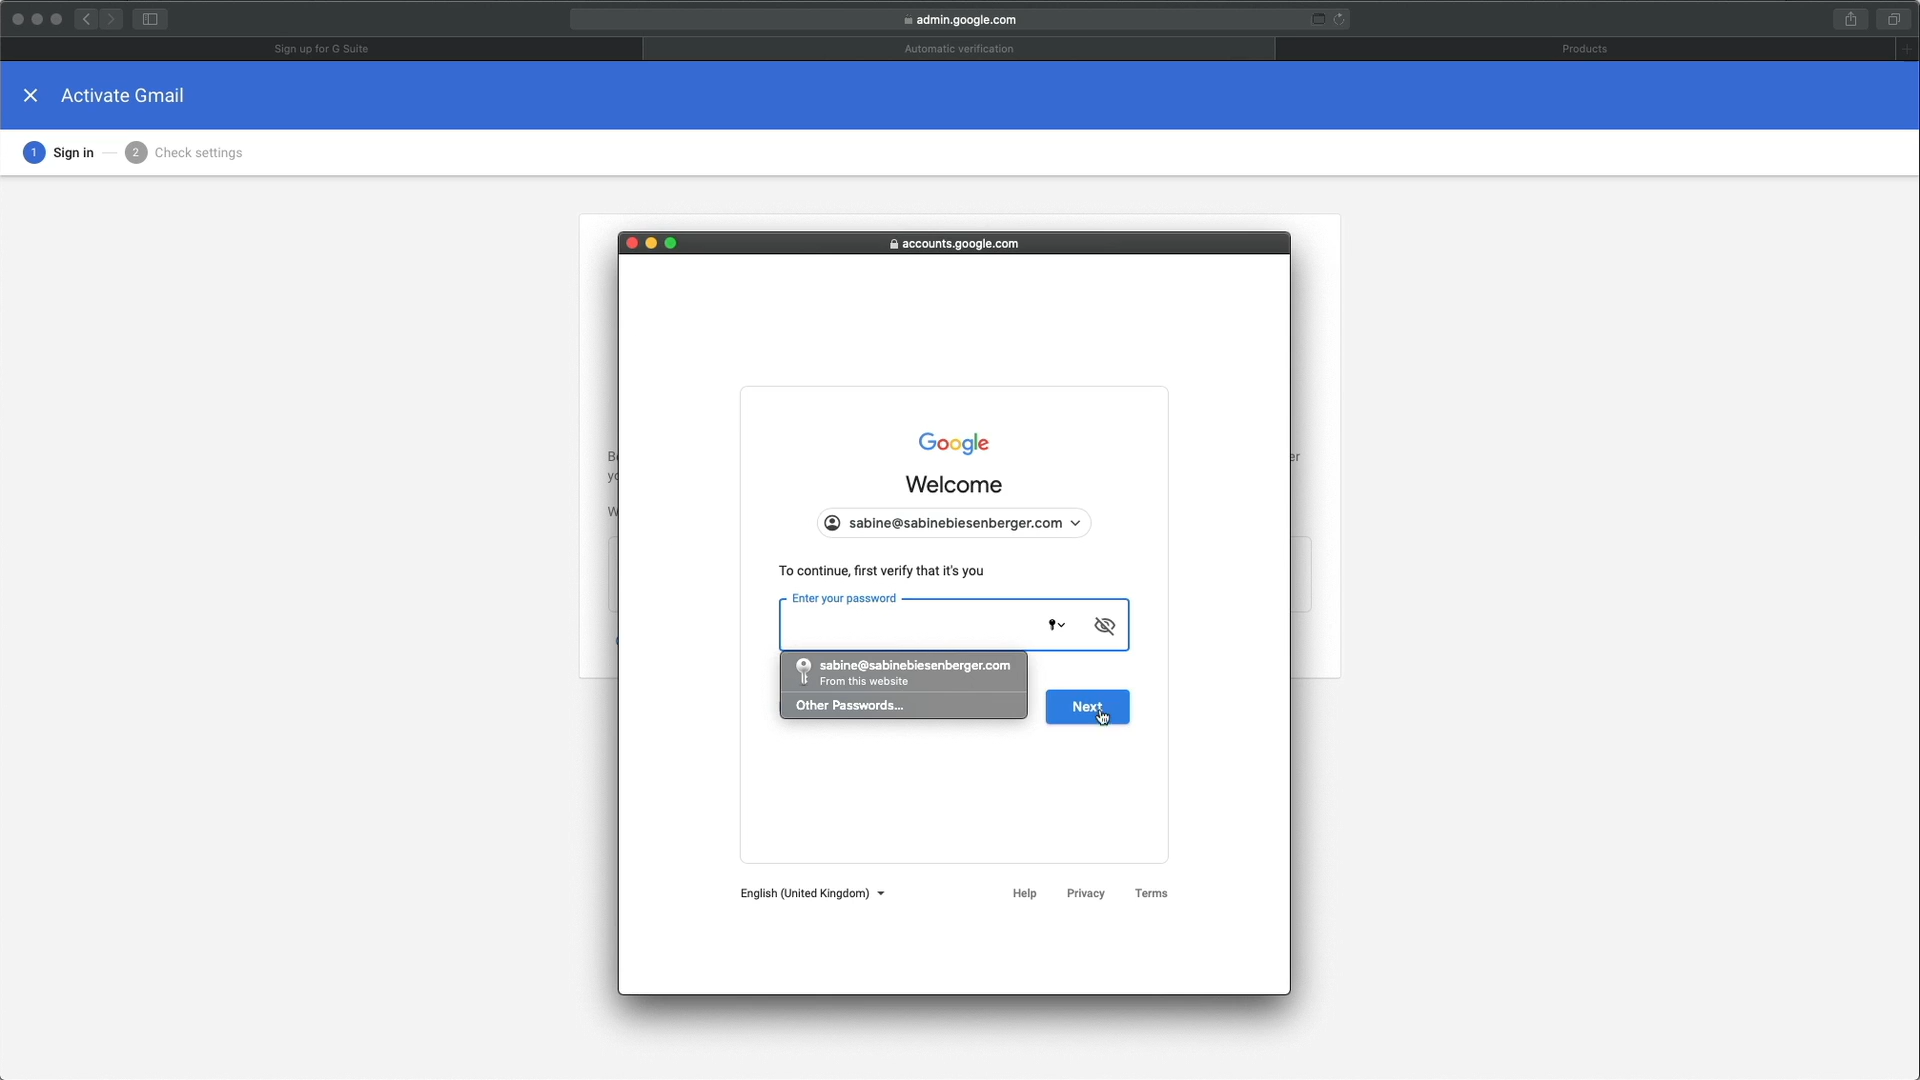 admin.google.com
Sign up for G Suite
Automatic verification
Products
Activate Gmail
1 Sign in
2 Check settings
accounts.google.com
Google
Welcome
sabine@sabinebiesenberger.com
To continue, first verify that it's you
Enter your password
sabine@sabinebiesenberger.com
From this website
Other Passwords...
Next
English (United Kingdom)
Help
Privacy
Terms